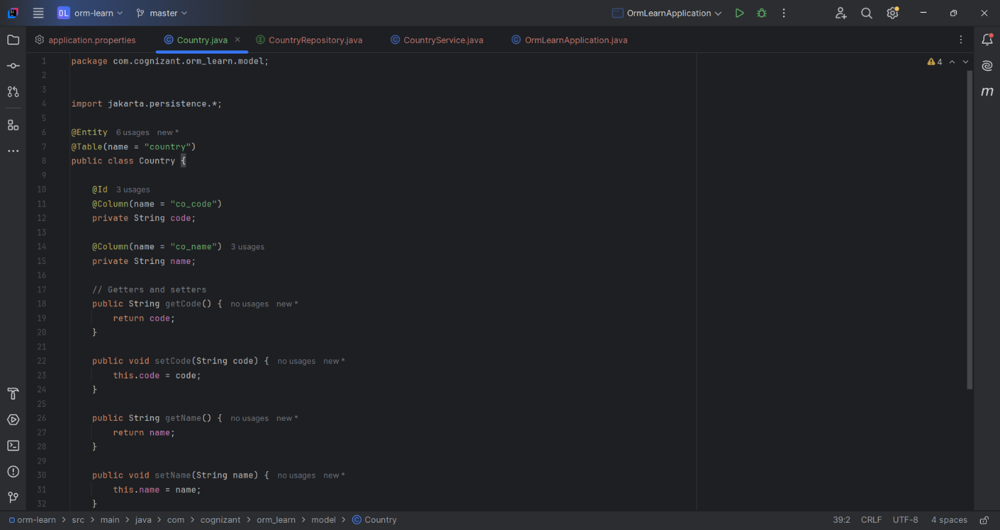 OL orm-learn master OrmLearnApplication
application.properties Country.java CountryRepository.java CountryService.java OrmLearnApplication.java
1 package com.cognizant.orm_learn.model; 4
2
3
4 import jakarta.persistence.*;
5
6 @Entity 6 usages new *
7 @Table(name = "country")
8 public class Country {
9
10 @Id 3 usages
11 @Column(name = "co_code")
12 private String code;
13
14 @Column(name = "co_name") 3 usages
15 private String name;
16
17 // Getters and setters
18 public String getCode() { no usages new *
19 return code;
20 }
21
22 public void setCode(String code) { no usages new *
23 this.code = code;
24 }
25
26 public String getName() { no usages new *
27 return name;
28 }
29
30 public void setName(String name) { no usages new *
31 this.name = name;
32 }
orm-learn > src > main > java > com > cognizant > orm_learn > model > Country 39:2 CRLF UTF-8 4 spaces